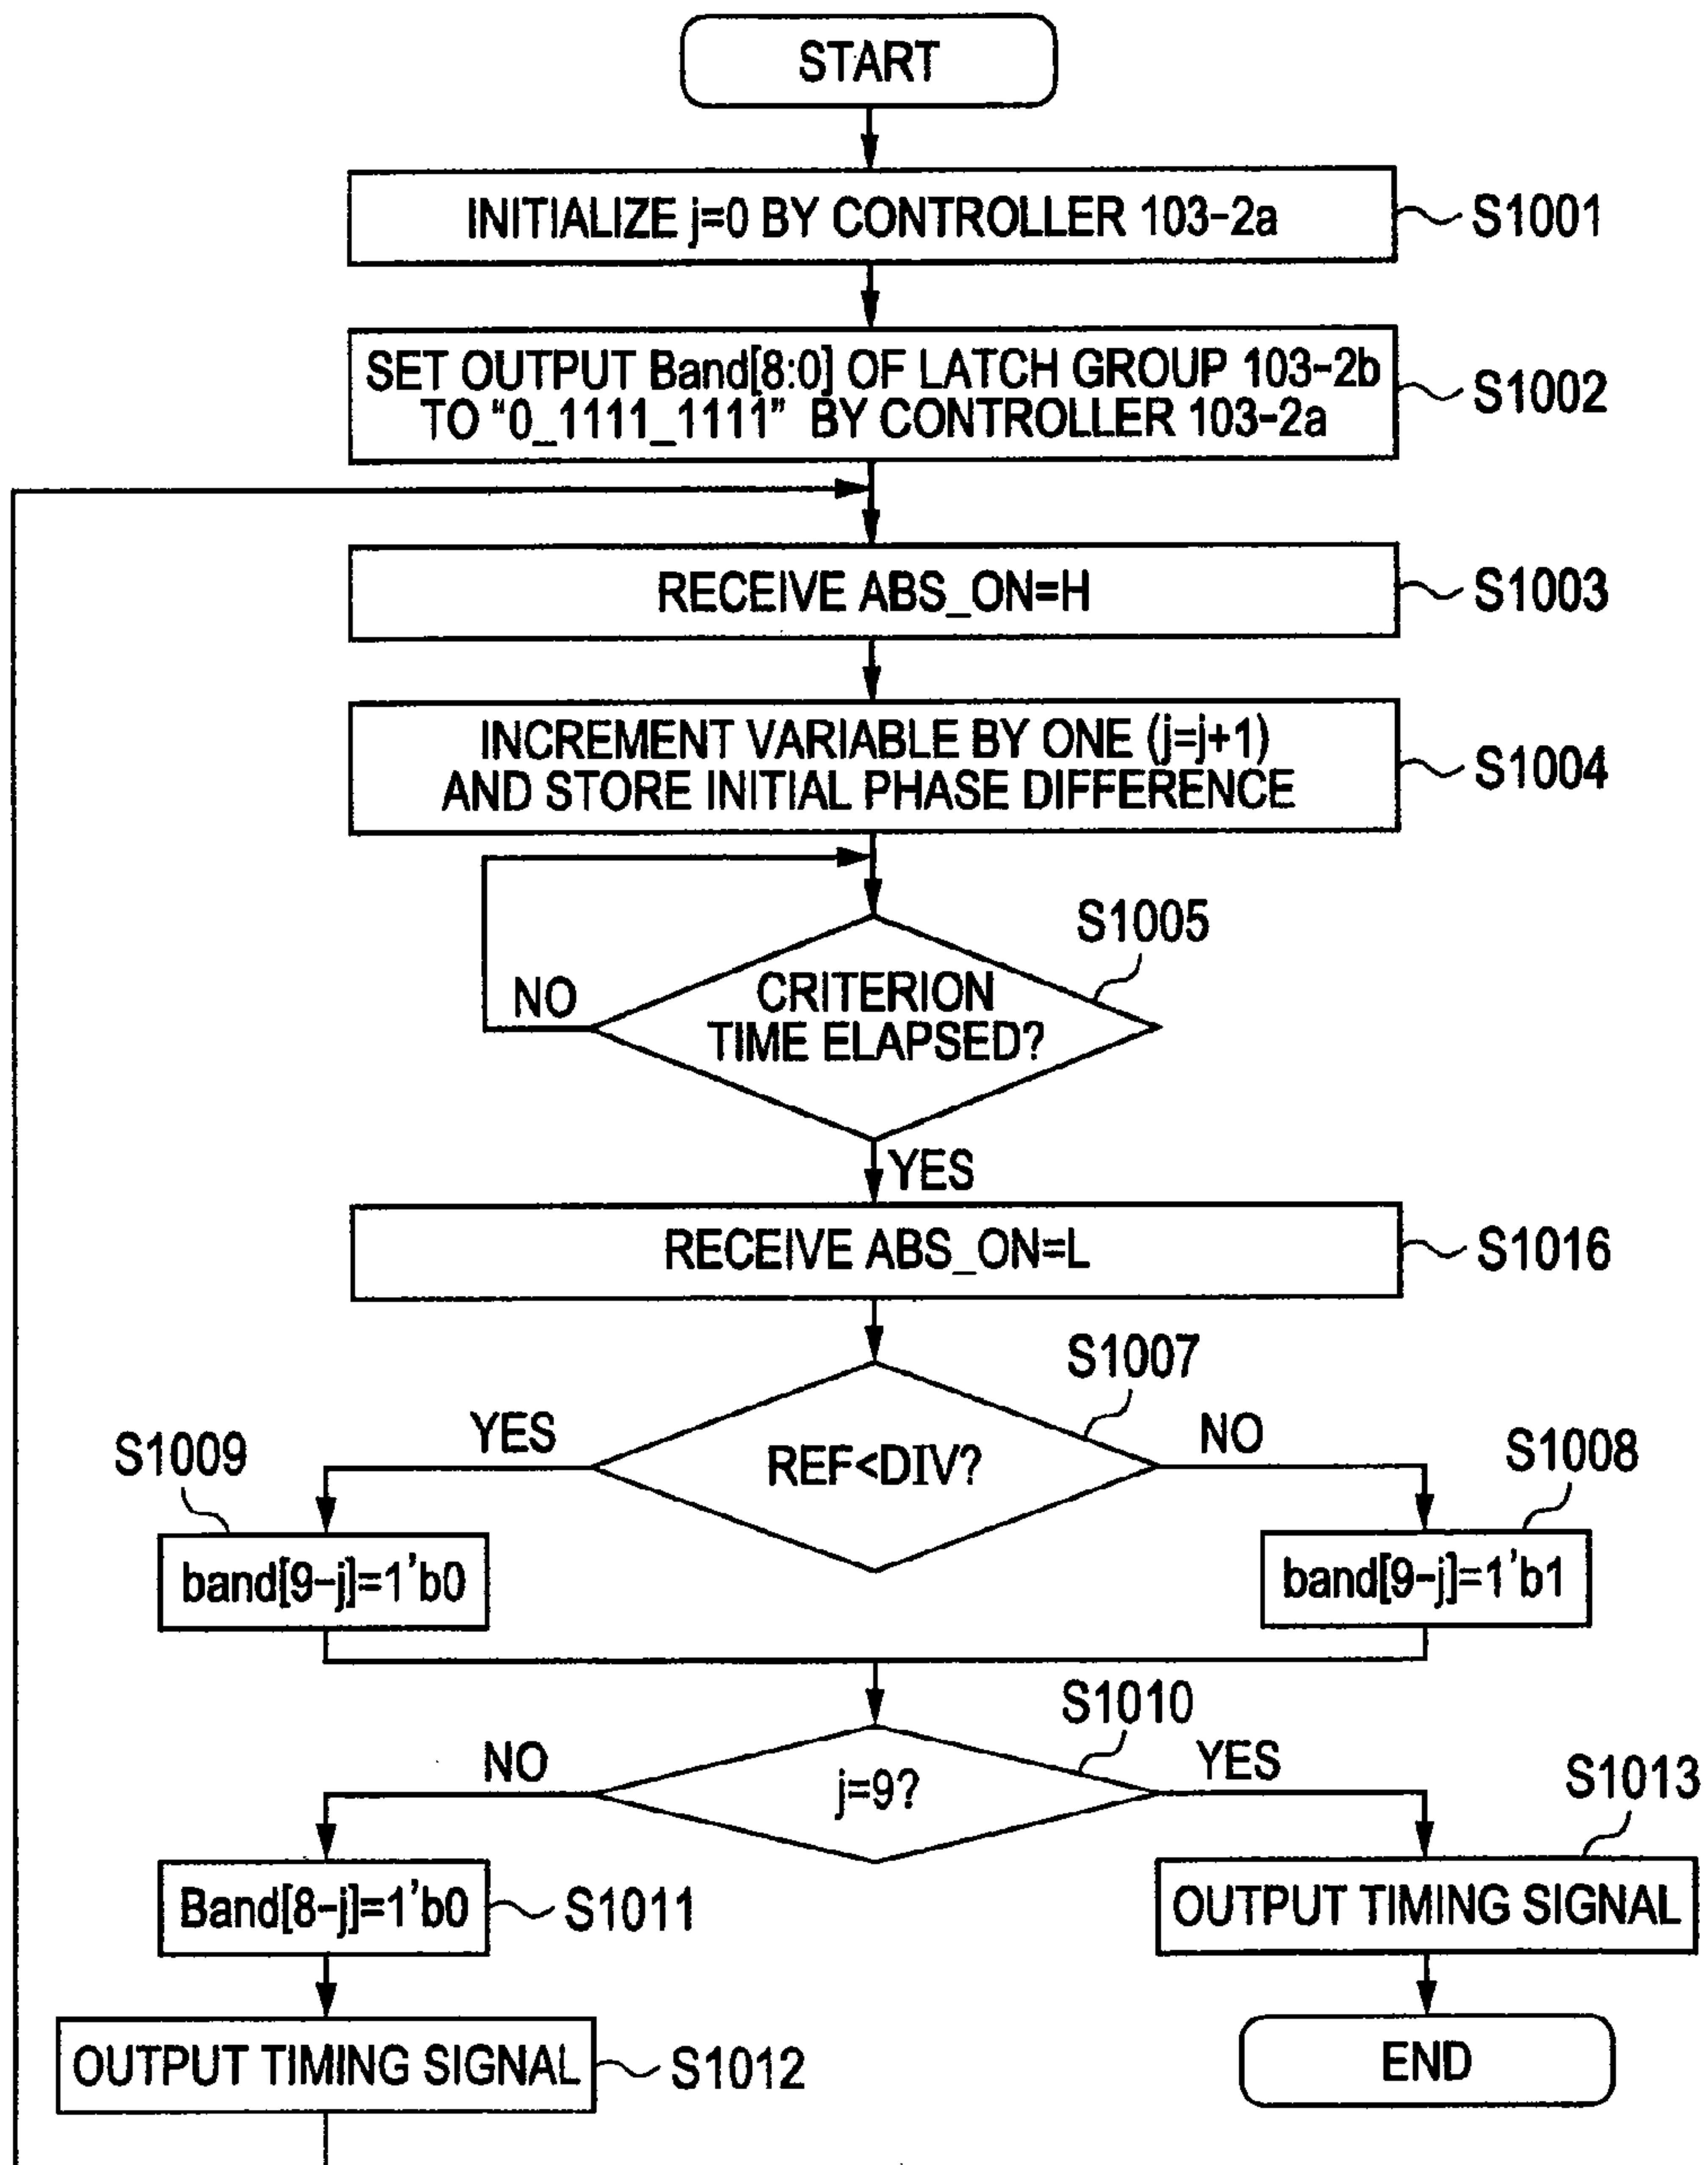 START
INITIALIZE j=0 BY CONTROLLER 103-2a
S1001
SET OUTPUT Band[8:0] OF LATCH GROUP 103-2b
TO "0_1111_1111" BY CONTROLLER 103-2a
S1002
RECEIVE ABS_ON=H
S1003
INCREMENT VARIABLE BY ONE (j=j+1)
AND STORE INITIAL PHASE DIFFERENCE
S1004
S1005
CRITERION
TIME ELAPSED?
NO
YES
RECEIVE ABS_ON=L
S1016
S1007
REF<DIV?
YES
NO
S1009
S1008
band[9-j]=1'b0
band[9-j]=1'b1
S1010
j=9?
NO
YES
S1013
Band[8-j]=1'b0
S1011
OUTPUT TIMING SIGNAL
OUTPUT TIMING SIGNAL
S1012
END